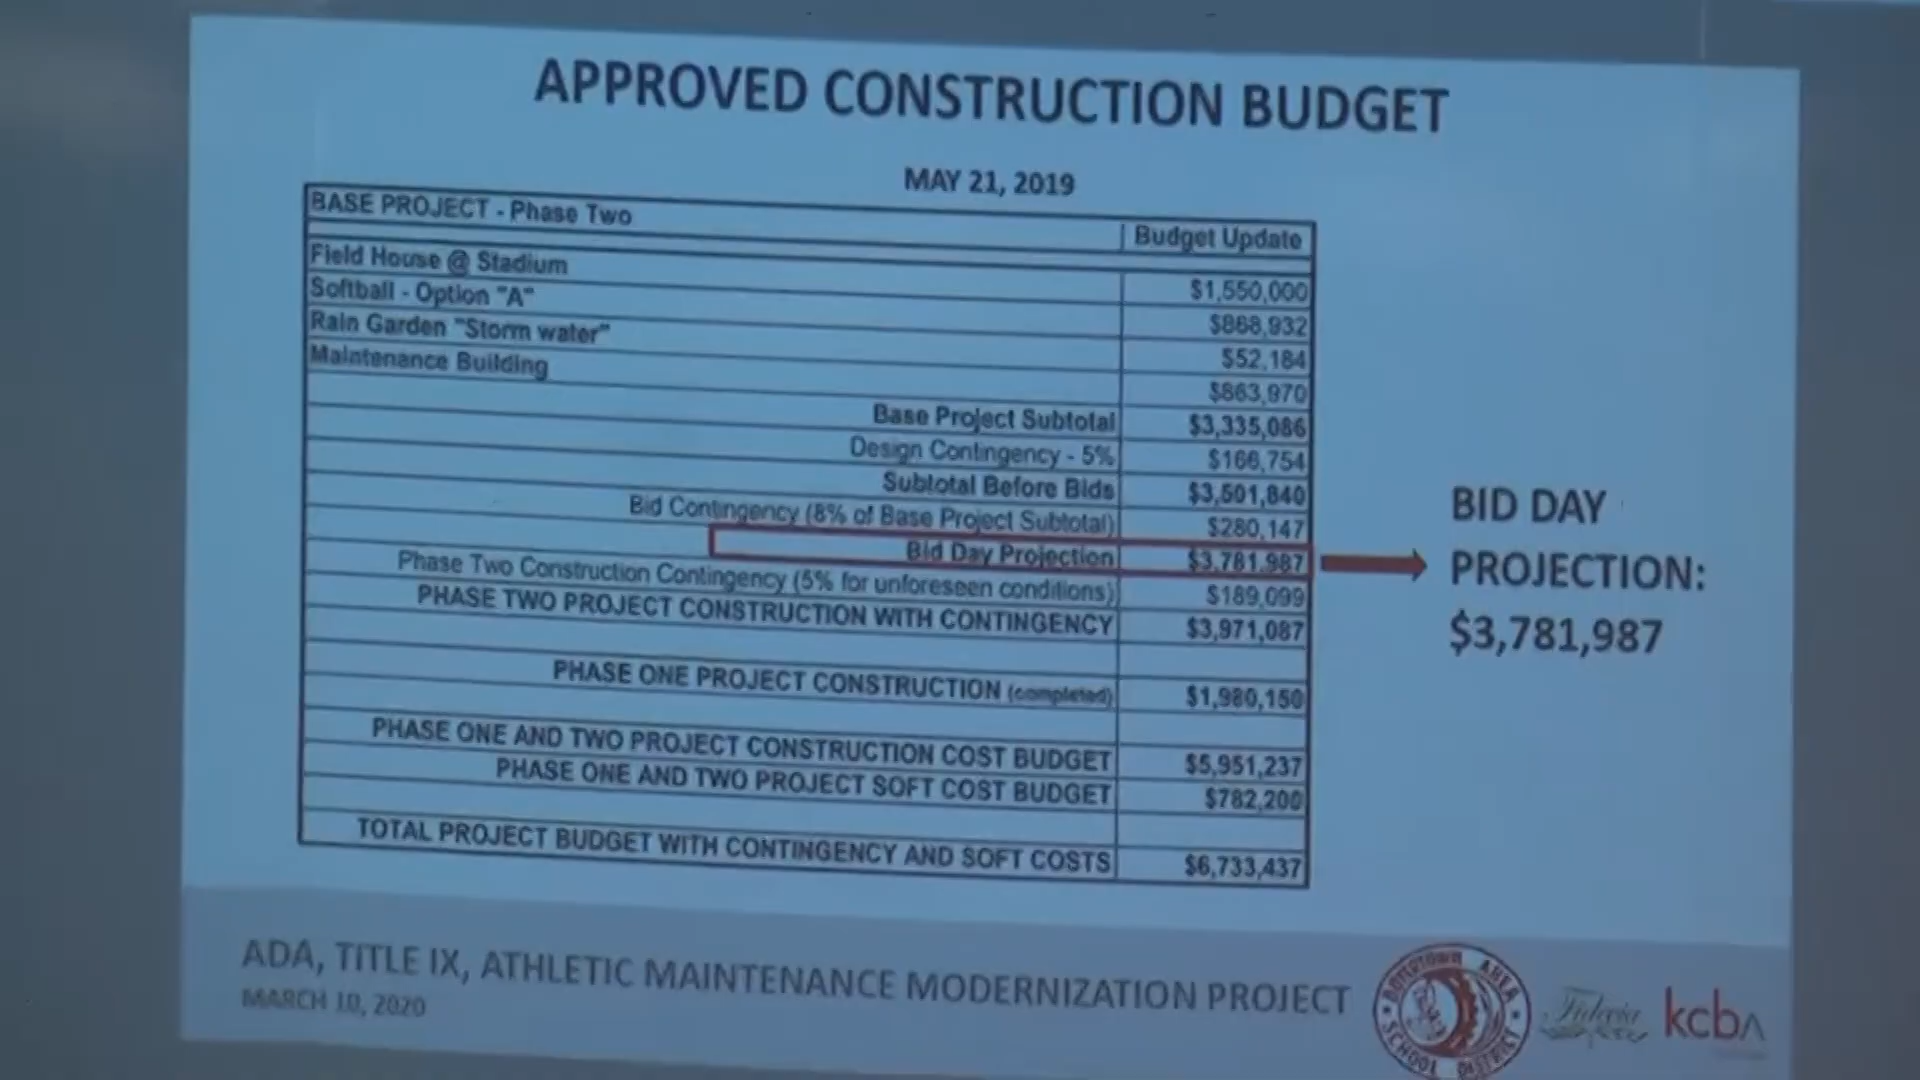 APPROVED CONSTRUCTION BUDGET
MAY 21, 2019
BASE PROJECT - Phase Two
Budget Update
Field House @ Stadium $1,550,000
Softball - Option "A" $868,932
Rain Garden "Storm water" $52,184
Maintenance Building $863,970
Base Project Subtotal $3,335,086
Design Contingency - 5% $166,754
Subtotal Before Bids $3,501,840
Bid Contingency (8% of Base Project Subtotal) $280,147
Bid Day Projection $3,781,987
Phase Two Construction Contingency (5% for unforeseen conditions) $189,099
PHASE TWO PROJECT CONSTRUCTION WITH CONTINGENCY $3,971,087
PHASE ONE PROJECT CONSTRUCTION (completed) $1,980,150
PHASE ONE AND TWO PROJECT CONSTRUCTION COST BUDGET $5,951,237
PHASE ONE AND TWO PROJECT SOFT COST BUDGET $782,200
TOTAL PROJECT BUDGET WITH CONTINGENCY AND SOFT COSTS $6,733,437
BID DAY
PROJECTION:
$3,781,987
ADA, TITLE IX, ATHLETIC MAINTENANCE MODERNIZATION PROJECT
MARCH 10, 2020
BOYERTOWN AREA
SCHOOL DISTRICT
Fidevia
kcba